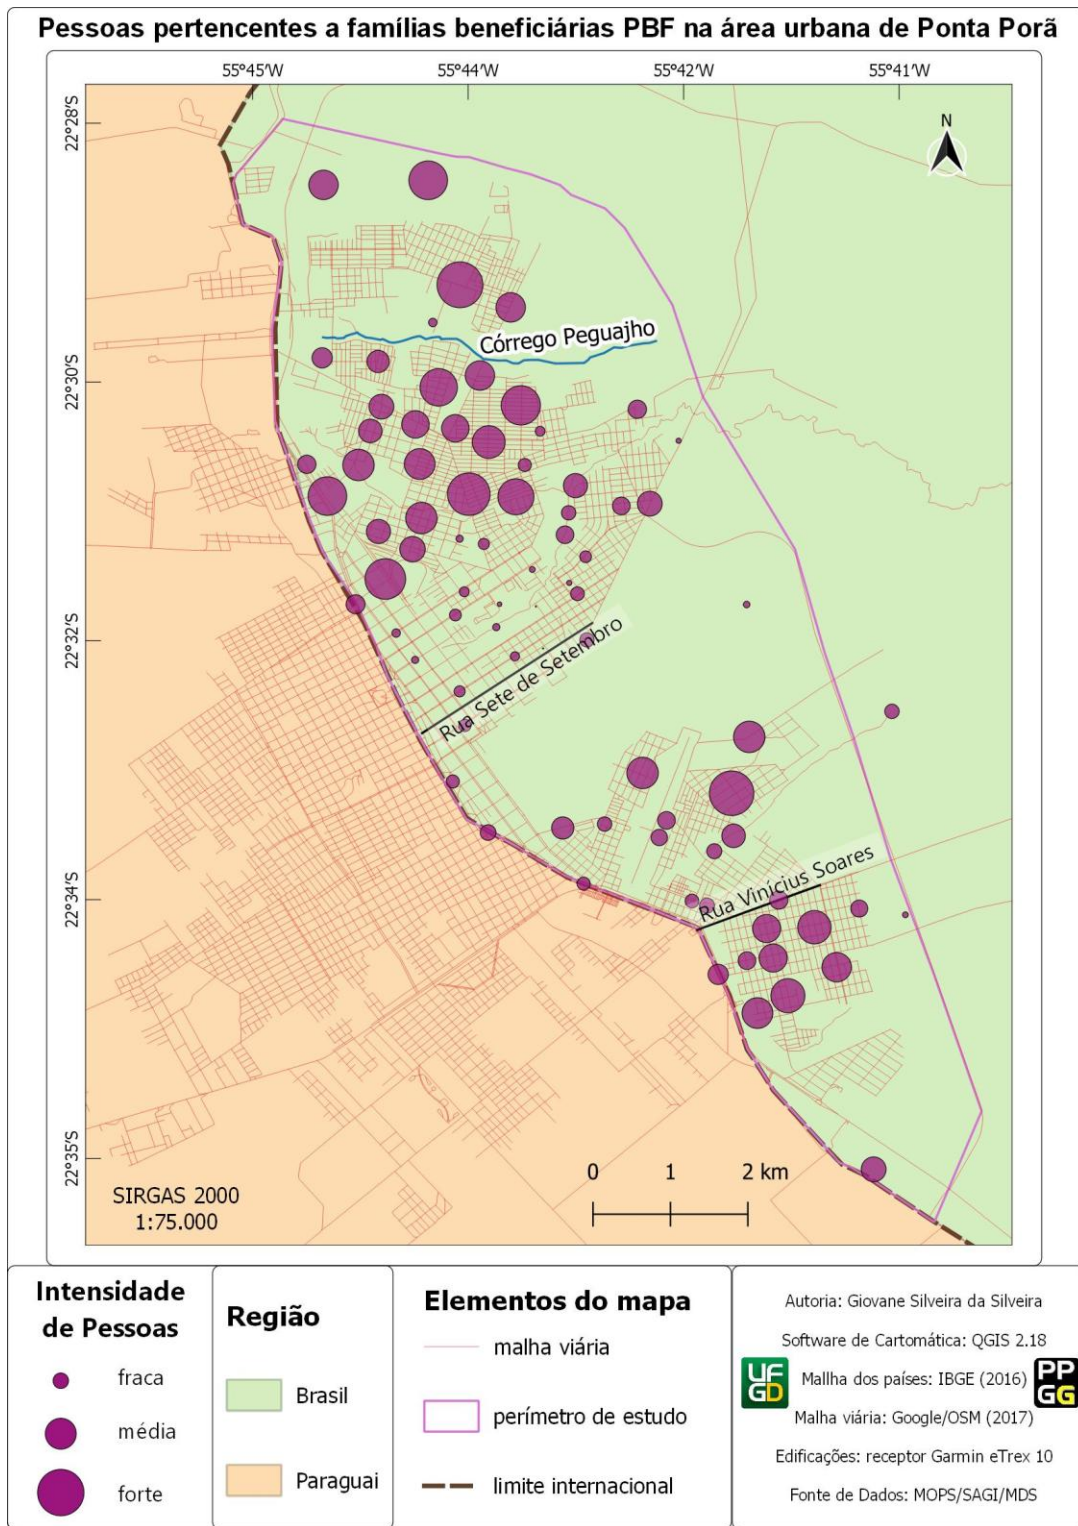 Pessoas pertencentes a famílias beneficiárias PBF na área urbana de Ponta Porã
55°45'W 55°44'W 55°42'W 55°41'W
22°28'S
N
Córrego Peguajho
22°30'S
22°32'S
Rua Sete de Setembro
Rua Vinícius Soares
22°34'S
22°35'S
0 1 2 km
SIRGAS 2000
1:75.000
Intensidade
de Pessoas
fraca
média
forte
Região
Brasil
Paraguai
Elementos do mapa
malha viária
perímetro de estudo
limite internacional
Autoria: Giovane Silveira da Silveira
Software de Cartomática: QGIS 2.18
UF
GD
Mallha dos países: IBGE (2016)
PP
GG
Malha viária: Google/OSM (2017)
Edificações: receptor Garmin eTrex 10
Fonte de Dados: MOPS/SAGI/MDS